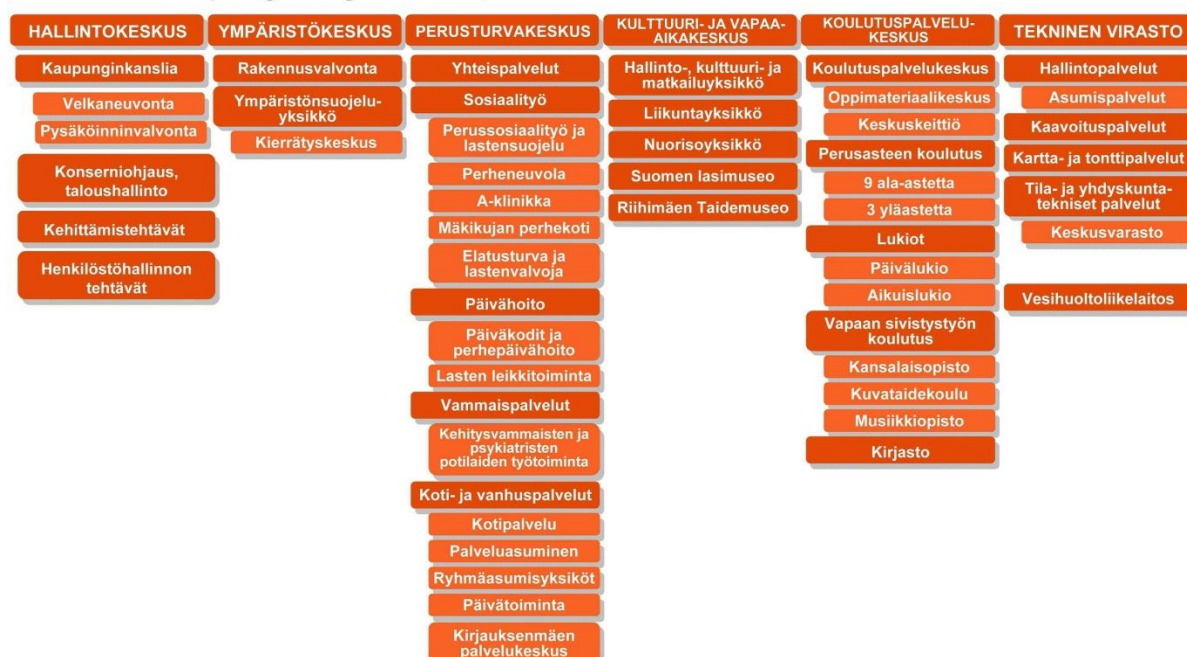 HALLINTOKESKUS
Kaupunginkanslia
Velkaneuvonta
Pysäköinninvalvonta
Konserniohjaus,
taloushallinto
Kehittämistehtävät
Henkilöstöhallinnon
tehtävät
YMPÄRISTÖKESKUS
Rakennusvalvonta
Ympäristönsuojelu-
yksikkö
Kierrätyskeskus
PERUSTURVAKESKUS
Yhteispalvelut
Sosiaalityö
Perussosiaalityö ja
lastensuojelu
Perheneuvola
A-klinikka
Mäkikujan perhekoti
Elatusturva ja
lastenvalvoja
Päivähoito
Päiväkodit ja
perhepäivähoito
Lasten leikkitoiminta
Vammaispalvelut
Kehitysvammaisten ja
psykiatristen
potilaiden työtoiminta
Koti- ja vanhuspalvelut
Kotipalvelu
Palveluasuminen
Ryhmäasumisyksiköt
Päivätoiminta
Kirjauksenmäen
palvelukeskus
KULTTUURI- JA VAPAA-
AIKAKESKUS
Hallinto-, kulttuuri- ja
matkailuyksikkö
Liikuntayksikkö
Nuorisoyksikkö
Suomen lasimuseo
Riihimäen Taidemuseo
KOULUTUSPALVELU-
KESKUS
Koulutuspalvelukeskus
Oppimateriaalikeskus
Keskuskeittiö
Perusasteen koulutus
9 ala-astetta
3 yläastetta
Lukiot
Päivälukio
Aikuislukio
Vapaan sivistystyön
koulutus
Kansalaisopisto
Kuvataidekoulu
Musiikkiopisto
Kirjasto
TEKNINEN VIRASTO
Hallintopalvelut
Asumispalvelut
Kaavoituspalvelut
Kartta- ja tonttipalvelut
Tila- ja yhdyskunta-
tekniset palvelut
Keskusvarasto
Vesihuoltoliikelaitos